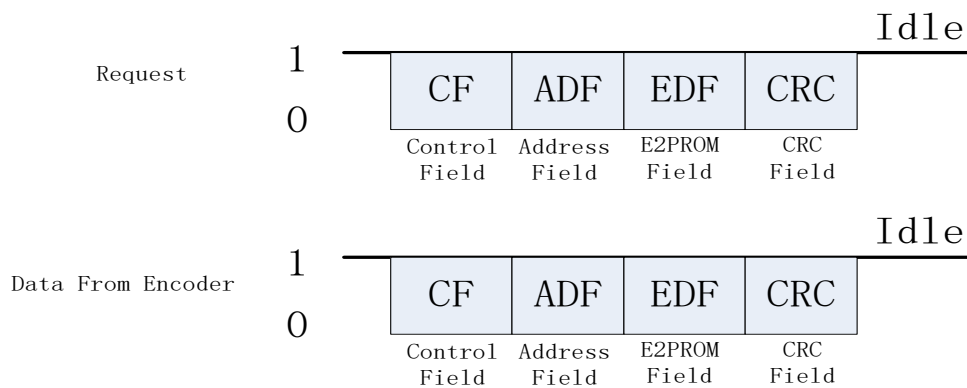 Idle
Request
1
0
CF ADF EDF CRC
Control Address E2PROM CRC
Field Field Field Field
Idle
Data From Encoder
1
0
CF ADF EDF CRC
Control Address E2PROM CRC
Field Field Field Field